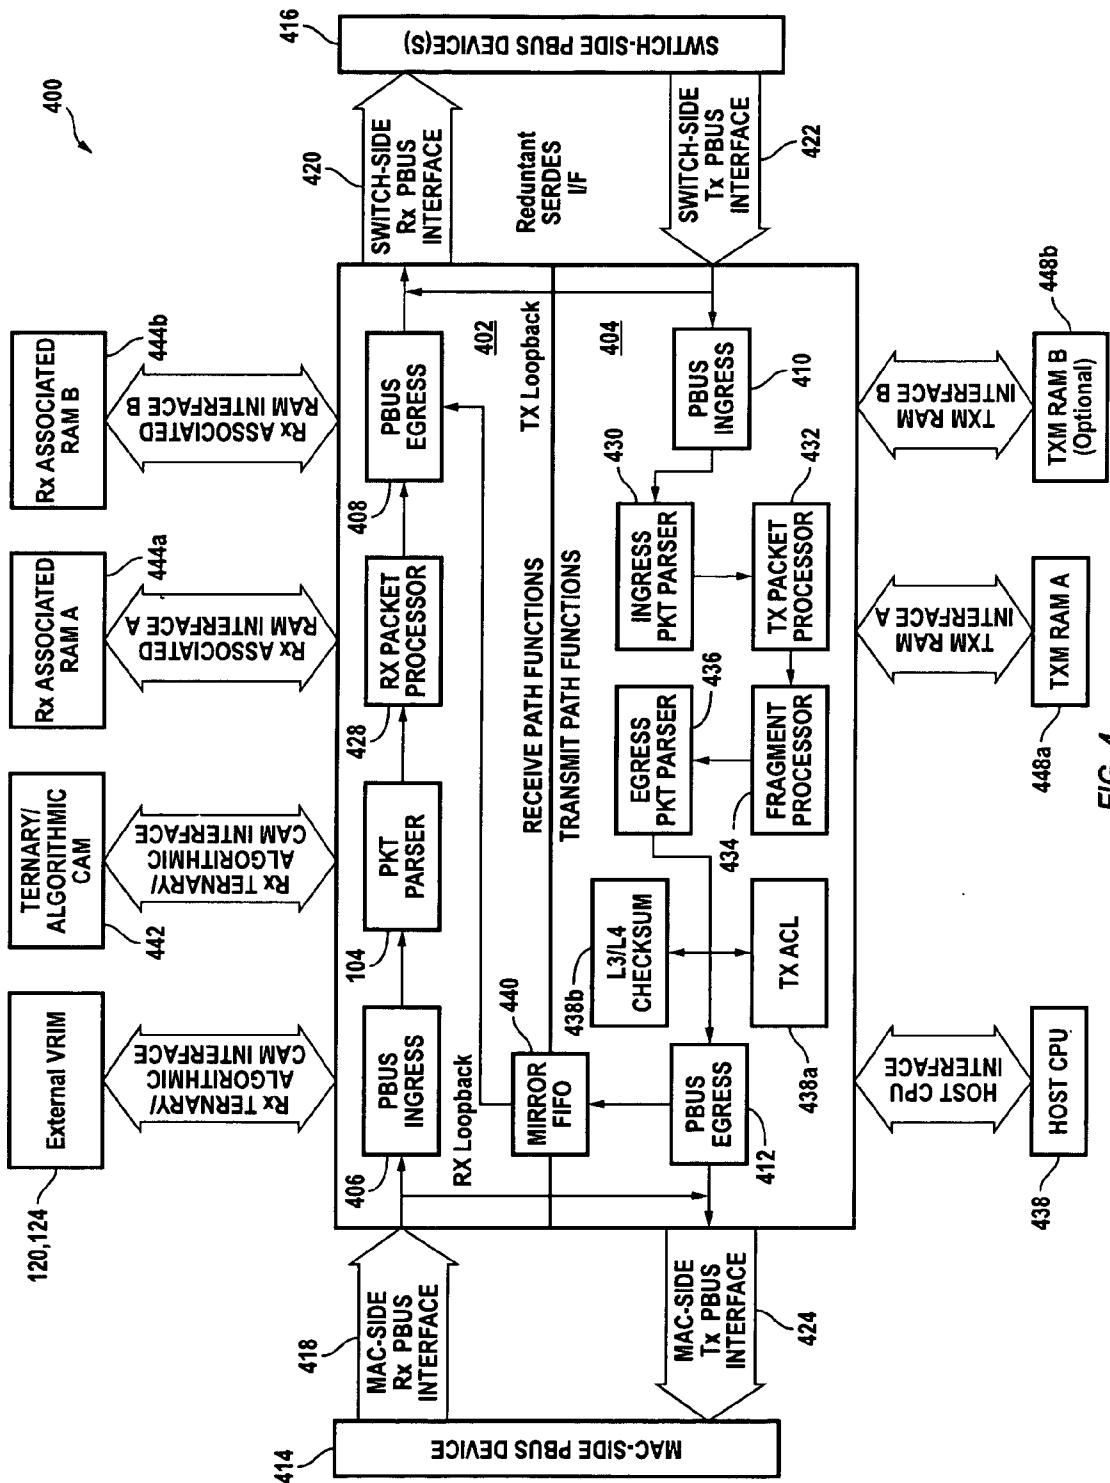 400
External VRIM
120,124
TERNARY/
ALGORITHMIC
CAM
442
Rx ASSOCIATED
RAM A
444a
Rx ASSOCIATED
RAM B
444b
Rx TERNARY/
ALGORITHMIC
CAM INTERFACE
Rx TERNARY/
ALGORITHMIC
CAM INTERFACE
Rx ASSOCIATED
RAM INTERFACE A
Rx ASSOCIATED
RAM INTERFACE B
414
MAC-SIDE PBUS DEVICE
418
MAC-SIDE
Rx PBUS
INTERFACE
406
PBUS
INGRESS
104
PKT
PARSER
428
RX PACKET
PROCESSOR
408
PBUS
EGRESS
402
420
SWITCH-SIDE
Rx PBUS
INTERFACE
416
SWTICH-SIDE PBUS DEVICE(S)
RX Loopback
TX Loopback
Reduntant
SERDES
I/F
RECEIVE PATH FUNCTIONS
TRANSMIT PATH FUNCTIONS
404
440
MIRROR
FIFO
438b
L3/L4
CHECKSUM
EGRESS
PKT PARSER
436
430
INGRESS
PKT PARSER
PBUS
INGRESS
410
PBUS
EGRESS
412
TX ACL
438a
434
FRAGMENT
PROCESSOR
TX PACKET
PROCESSOR
432
MAC-SIDE
Tx PBUS
INTERFACE
424
SWITCH-SIDE
Tx PBUS
INTERFACE
422
HOST CPU
INTERFACE
TXM RAM
INTERFACE A
TXM RAM
INTERFACE B
438
HOST CPU
448a
TXM RAM A
TXM RAM B
(Optional)
448b
FIG. 4